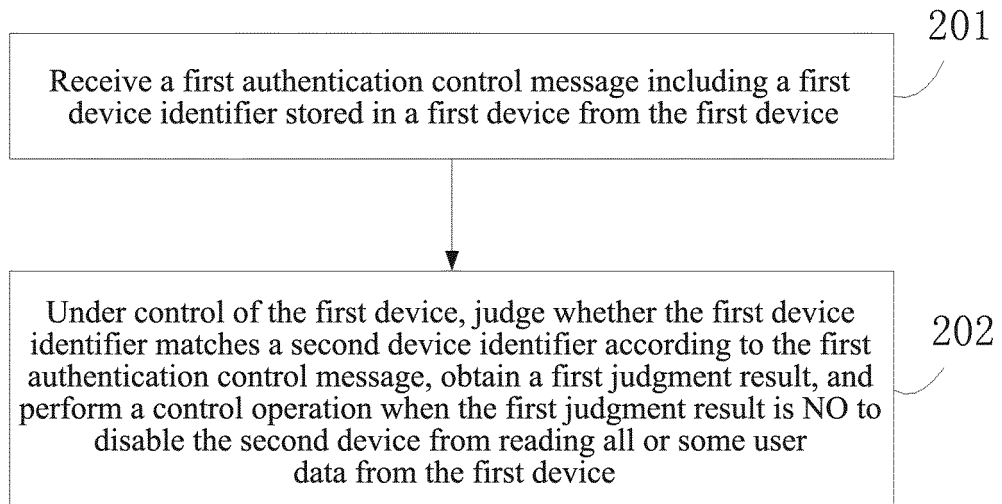 201
Receive a first authentication control message including a first
device identifier stored in a first device from the first device
202
Under control of the first device, judge whether the first device
identifier matches a second device identifier according to the first
authentication control message, obtain a first judgment result, and
perform a control operation when the first judgment result is NO to
disable the second device from reading all or some user
data from the first device